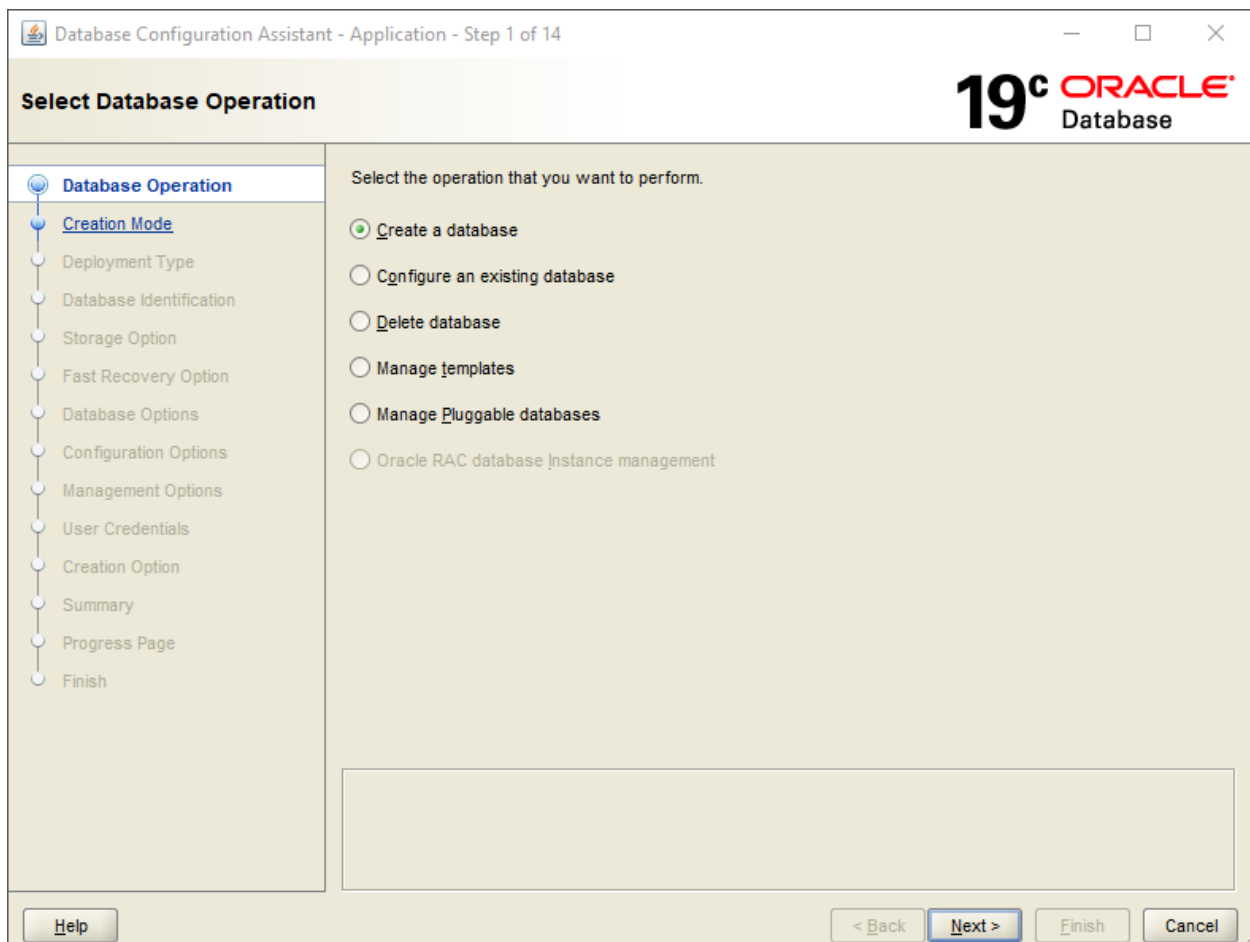 Database Configuration Assistant - Application - Step 1 of 14
Select Database Operation
19c ORACLE
Database
Database Operation
Creation Mode
Deployment Type
Database Identification
Storage Option
Fast Recovery Option
Database Options
Configuration Options
Management Options
User Credentials
Creation Option
Summary
Progress Page
Finish
Select the operation that you want to perform.
Create a database
Configure an existing database
Delete database
Manage templates
Manage Pluggable databases
Oracle RAC database Instance management
Help
< Back
Next >
Finish
Cancel